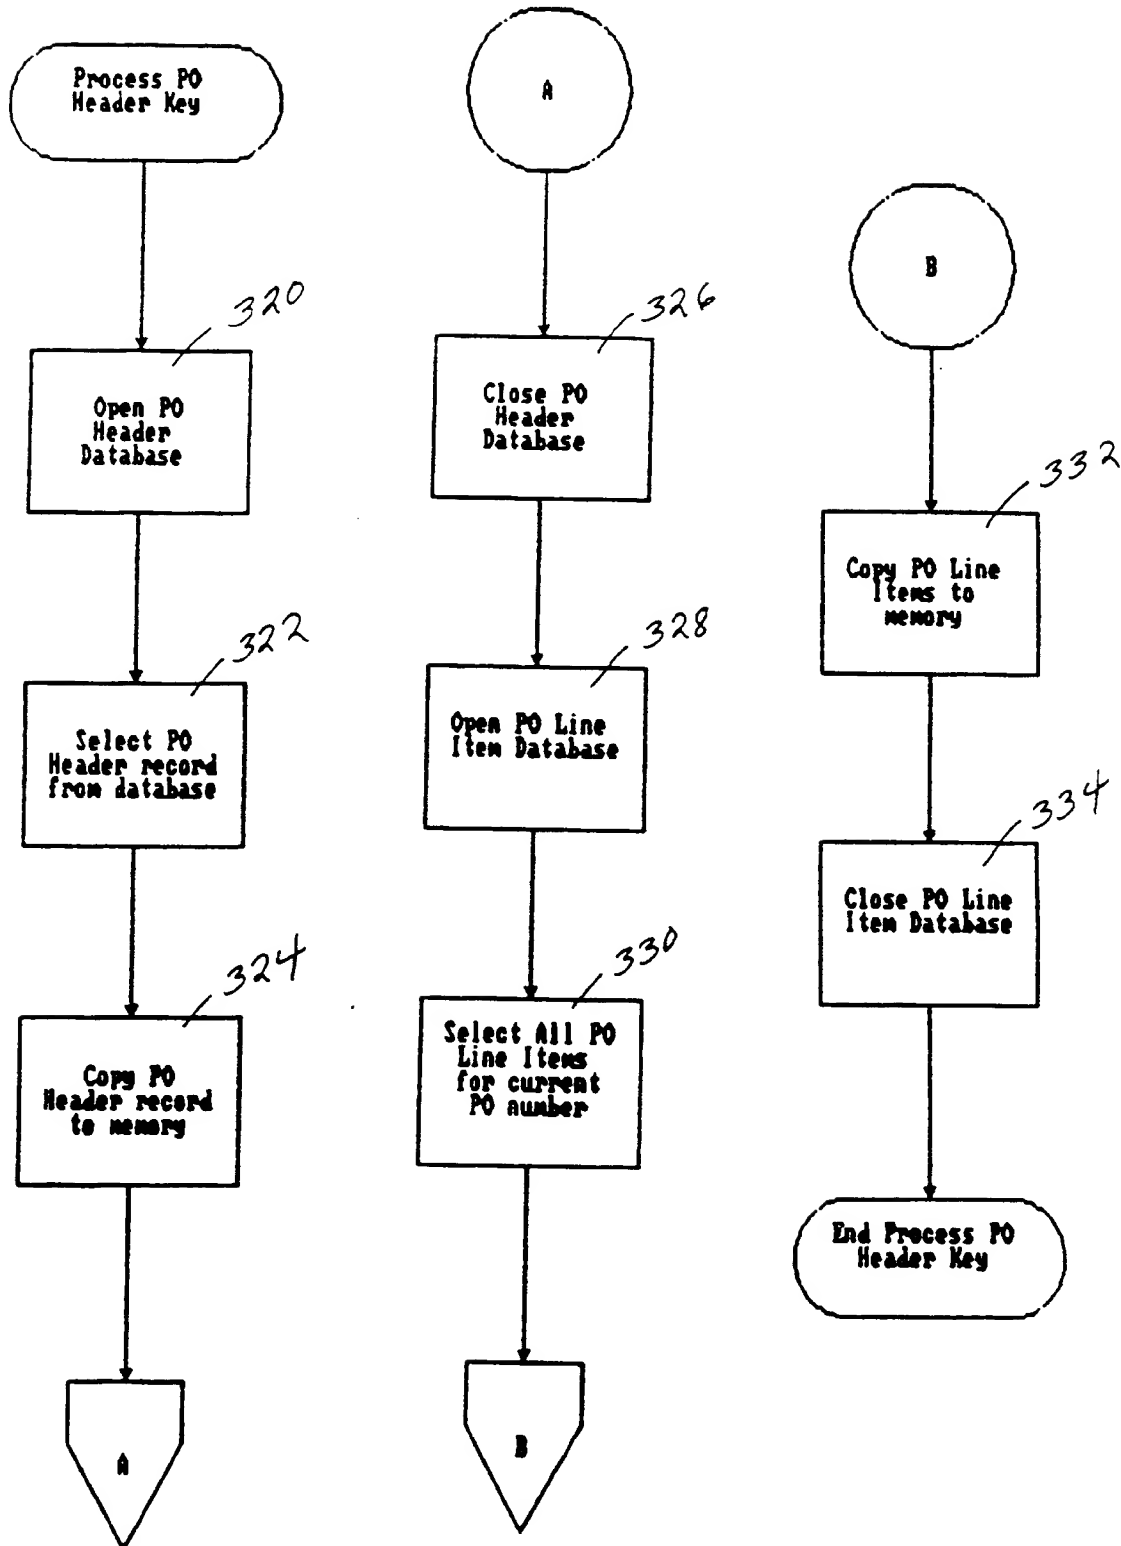 Process PO
Header Key
320
Open PO
Header
Database
322
Select PO
Header record
from database
324
Copy PO
Header record
to memory
A
A
326
Close PO
Header
Database
328
Open PO Line
Item Database
330
Select All PO
Line Items
for current
PO number
B
B
332
Copy PO Line
Items to
memory
334
Close PO Line
Item Database
End Process PO
Header Key